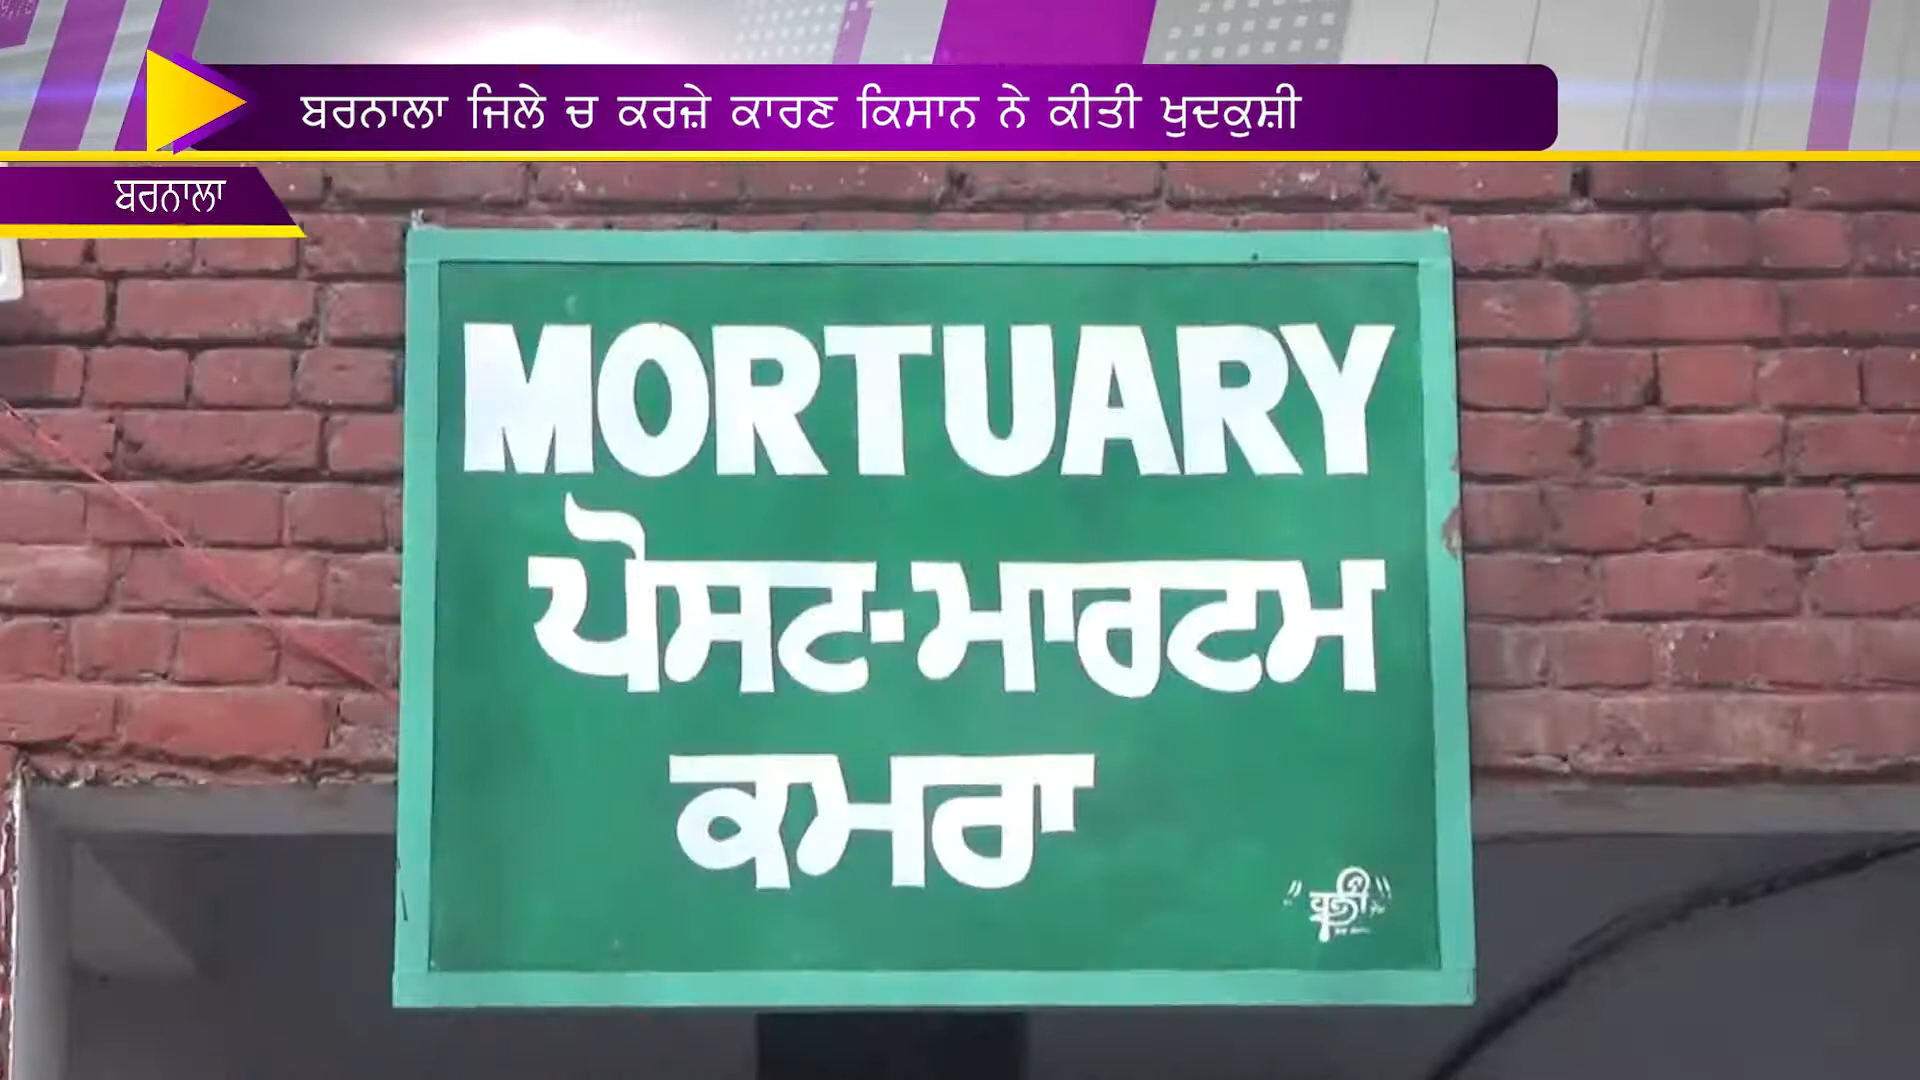 ਬਰਨਾਲਾ ਜਿਲੇ ਚ ਕਰਜ਼ੇ ਕਾਰਣ ਕਿਸਾਨ ਨੇ ਕੀਤੀ ਖੁਦਕੁਸ਼ੀ
ਬਰਨਾਲਾ
MORTUARY
ਪੋਸਟ-ਮਾਰਟਮ
ਕਮਰਾ